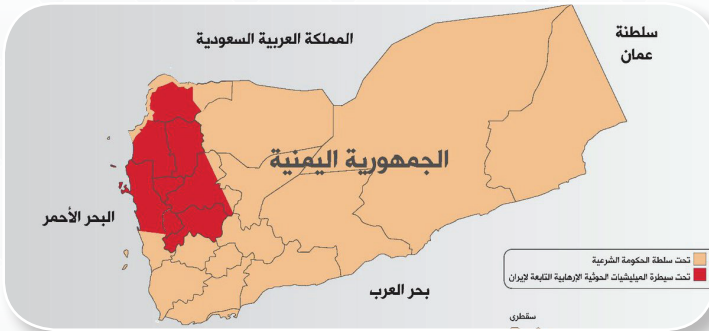 المملكة العربية السعودية
سلطنة
عمان
الجمهورية اليمنية
البحر الأحمر
تحت سلطة الحكومة الشرعية
تحت سيطرة الميليشيات الحوثية الإرهابية التابعة لإيران
بحر العرب
سقطرى